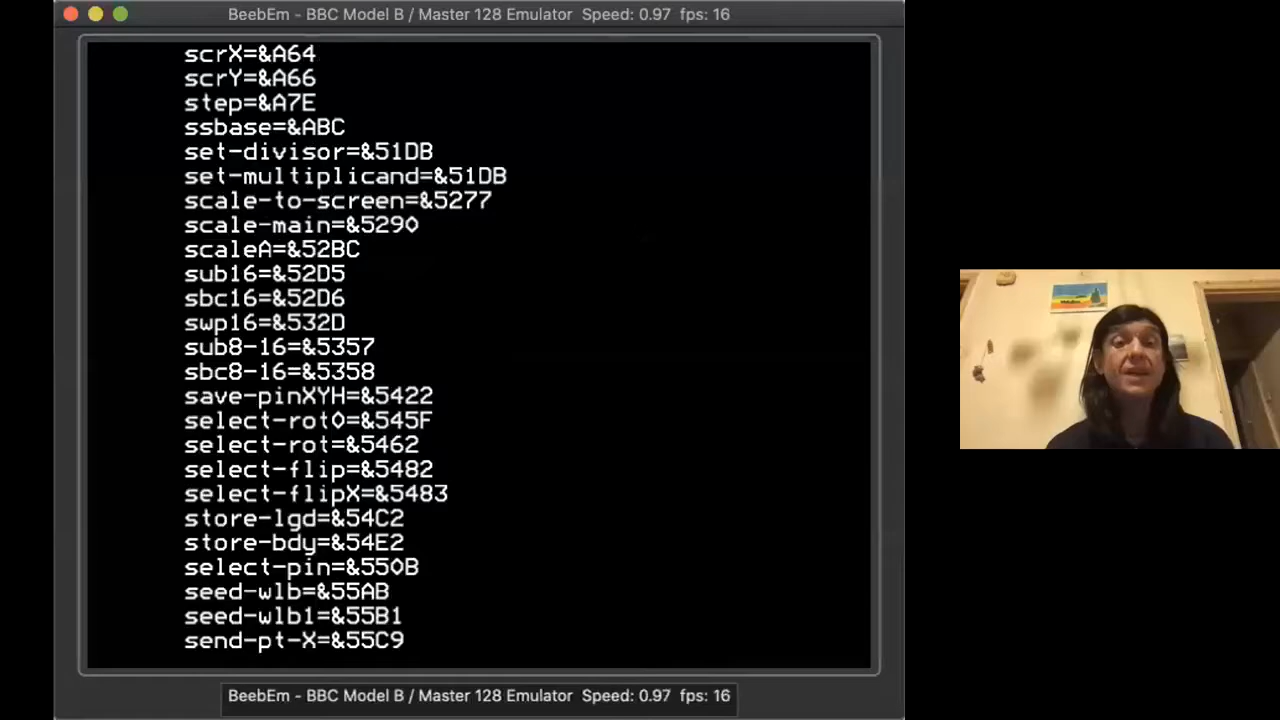 BeebEm - BBC Model B / Master 128 Emulator Speed: 0.97 fps: 16
scrX=&A64
scrY=&A66
step=&A7E
ssbase=&ABC
set-divisor=&51DB
set-multiplicand=&51DB
scale-to-screen=&5277
scale-main=&5290
scaleA=&52BC
sub16=&52D5
sbc16=&52D6
swp16=&532D
sub8-16=&5357
sbc8-16=&5358
save-pinXYH=&5422
select-rot0=&545F
select-rot=&5462
select-flip=&5482
select-flipX=&5483
store-lgd=&54C2
store-bdy=&54E2
select-pin=&550B
seed-wlb=&55AB
seed-wlb1=&55B1
send-pt-X=&55C9
BeebEm - BBC Model B / Master 128 Emulator Speed: 0.97 fps: 16